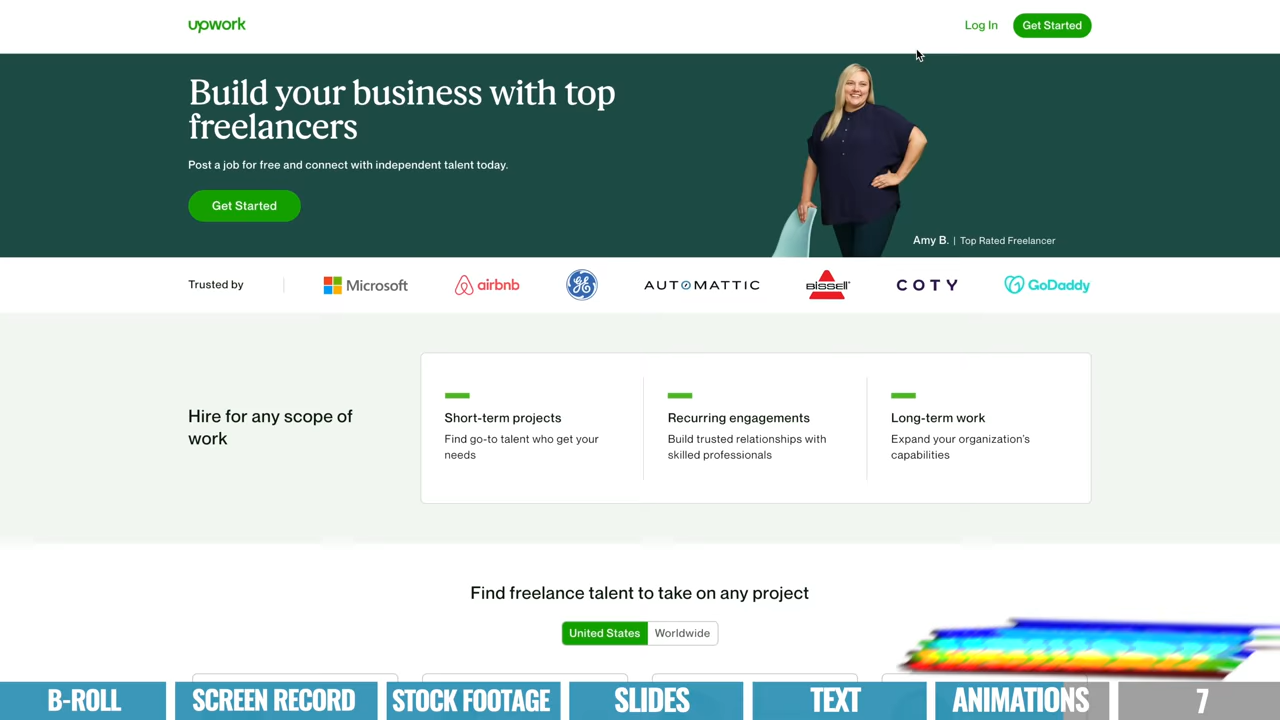 upwork
Log In
Get Started
Build your business with top
freelancers
Post a job for free and connect with independent talent today.
Get Started
Amy B. | Top Rated Freelancer
Trusted by
Microsoft
airbnb
GE
AUTOMATTIC
BISSELL
COTY
GoDaddy
Hire for any scope of
work
Short-term projects
Find go-to talent who get your
needs
Recurring engagements
Build trusted relationships with
skilled professionals
Long-term work
Expand your organization's
capabilities
Find freelance talent to take on any project
United States
Worldwide
B-ROLL
SCREEN RECORD
STOCK FOOTAGE
SLIDES
TEXT
ANIMATIONS
7